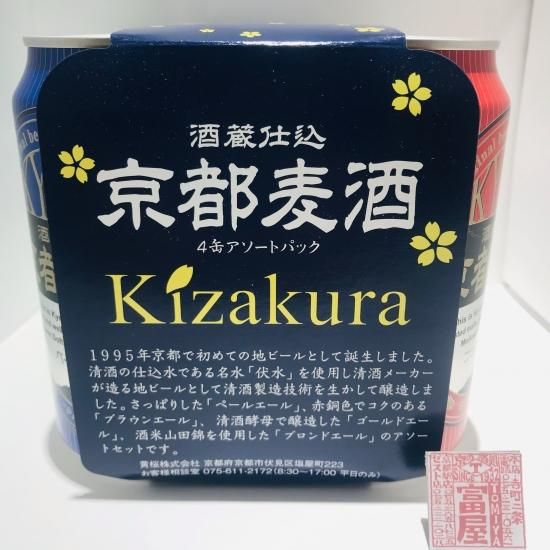 酒蔵仕込
京都麦酒
4缶アソートパック
Kizakura
1995年京都で初めての地ビールとして誕生しました。
清酒の仕込水である名水「伏水」を使用し清酒メーカー
が造る地ビールとして清酒製造技術を生かして醸造しま
した。さっぱりした「ペールエール」、赤銅色でコクのある
「ブラウンエール」、清酒酵母で醸造した「ゴールドエー
ル」、酒米山田錦を使用した「ブロンドエール」のアソー
トセットです。
黄桜株式会社 京都府京都市伏見区塩屋町223
お客様相談室 075-611-2172(8:30〜17:00 平日のみ)
TOMIYA
富屋